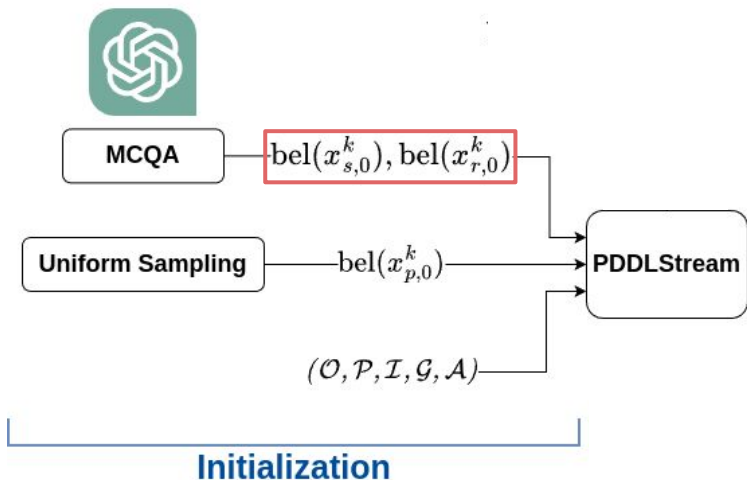 MCQA
bel(x^k_{s,0}), bel(x^k_{r,0})
Uniform Sampling
bel(x^k_{p,0})
PDDLStream
(𝒪, 𝒫, ℐ, 𝒢, 𝒜)
Initialization